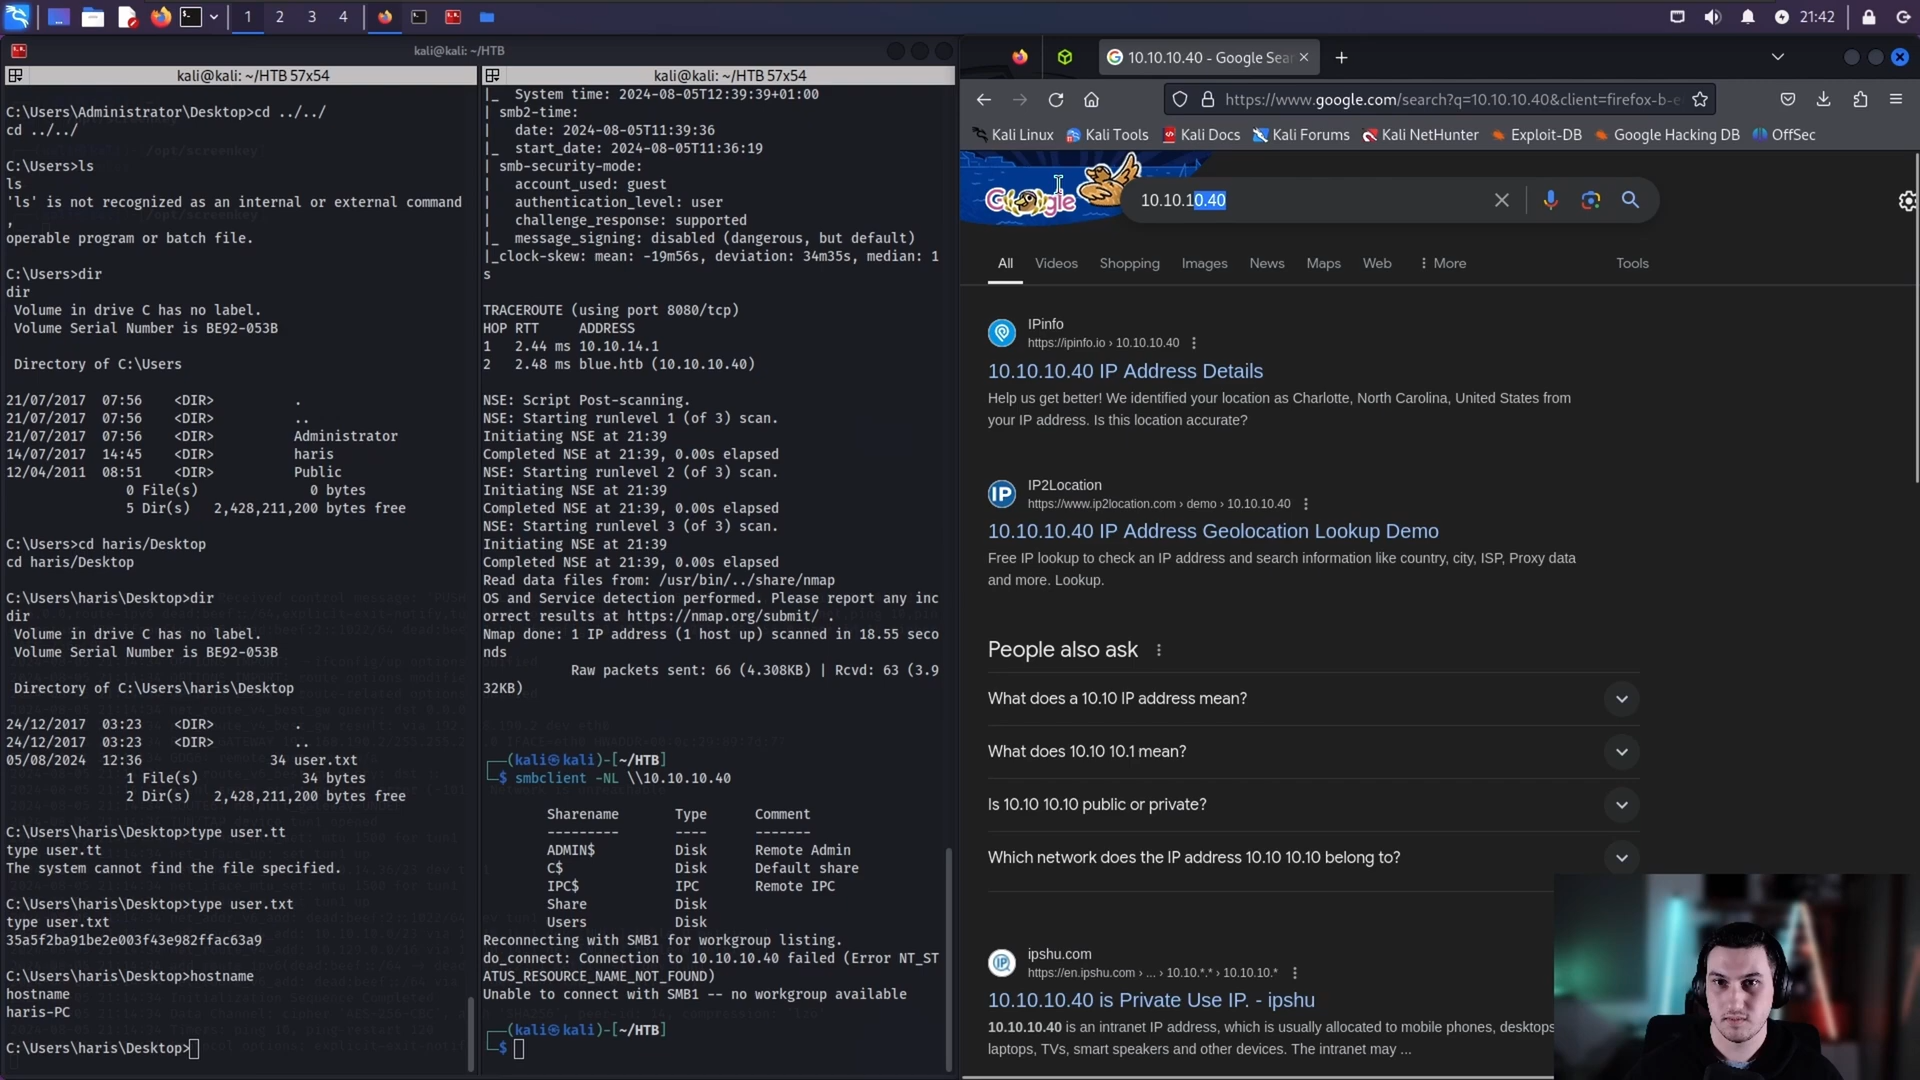 1
2
3
4
21:42
kali@kali: ~/HTB
kali@kali: ~/HTB 57x54
C:\Users\Administrator\Desktop>cd ../../
cd ../../
C:\Users>ls
ls
'ls' is not recognized as an internal or external command
,
operable program or batch file.
C:\Users>dir
dir
Volume in drive C has no label.
Volume Serial Number is BE92-053B
Directory of C:\Users
21/07/2017  07:56    <DIR>          .
21/07/2017  07:56    <DIR>          ..
21/07/2017  07:56    <DIR>          Administrator
14/07/2017  14:45    <DIR>          haris
12/04/2011  08:51    <DIR>          Public
0 File(s)              0 bytes
5 Dir(s)   2,428,211,200 bytes free
C:\Users>cd haris/Desktop
cd haris/Desktop
C:\Users\haris\Desktop>dir
dir
Volume in drive C has no label.
Volume Serial Number is BE92-053B
Directory of C:\Users\haris\Desktop
24/12/2017  03:23    <DIR>          .
24/12/2017  03:23    <DIR>          ..
05/08/2024  12:36                34 user.txt
1 File(s)             34 bytes
2 Dir(s)   2,428,211,200 bytes free
C:\Users\haris\Desktop>type user.tt
type user.tt
The system cannot find the file specified.
C:\Users\haris\Desktop>type user.txt
type user.txt
35a5f2ba91be2e003f43e982ffac63a9
C:\Users\haris\Desktop>hostname
hostname
haris-PC
C:\Users\haris\Desktop>
kali@kali: ~/HTB 57x54
|_  System time: 2024-08-05T12:39:39+01:00
| smb2-time:
|   date: 2024-08-05T11:39:36
|_  start_date: 2024-08-05T11:36:19
| smb-security-mode:
|   account_used: guest
|   authentication_level: user
|   challenge_response: supported
|_  message_signing: disabled (dangerous, but default)
|_clock-skew: mean: -19m56s, deviation: 34m35s, median: 1
s
TRACEROUTE (using port 8080/tcp)
HOP RTT     ADDRESS
1   2.44 ms 10.10.14.1
2   2.48 ms blue.htb (10.10.10.40)
NSE: Script Post-scanning.
NSE: Starting runlevel 1 (of 3) scan.
Initiating NSE at 21:39
Completed NSE at 21:39, 0.00s elapsed
NSE: Starting runlevel 2 (of 3) scan.
Initiating NSE at 21:39
Completed NSE at 21:39, 0.00s elapsed
NSE: Starting runlevel 3 (of 3) scan.
Initiating NSE at 21:39
Completed NSE at 21:39, 0.00s elapsed
Read data files from: /usr/bin/../share/nmap
OS and Service detection performed. Please report any inc
orrect results at https://nmap.org/submit/ .
Nmap done: 1 IP address (1 host up) scanned in 18.55 seco
nds
Raw packets sent: 66 (4.308KB) | Rcvd: 63 (3.9
32KB)
(kali㉿kali)-[~/HTB]
$ smbclient -NL \\10.10.10.40
Sharename       Type      Comment
---------       ----      -------
ADMIN$          Disk      Remote Admin
C$              Disk      Default share
IPC$            IPC       Remote IPC
Share           Disk
Users           Disk
Reconnecting with SMB1 for workgroup listing.
do_connect: Connection to 10.10.10.40 failed (Error NT_ST
ATUS_RESOURCE_NAME_NOT_FOUND)
Unable to connect with SMB1 -- no workgroup available
(kali㉿kali)-[~/HTB]
$
10.10.10.40 - Google Sear
https://www.google.com/search?q=10.10.10.40&client=firefox-b-e
Kali Linux
Kali Tools
Kali Docs
Kali Forums
Kali NetHunter
Exploit-DB
Google Hacking DB
OffSec
Google
10.10.10.40
All
Videos
Shopping
Images
News
Maps
Web
More
Tools
IPinfo
https://ipinfo.io › 10.10.10.40
10.10.10.40 IP Address Details
Help us get better! We identified your location as Charlotte, North Carolina, United States from
your IP address. Is this location accurate?
IP
IP2Location
https://www.ip2location.com › demo › 10.10.10.40
10.10.10.40 IP Address Geolocation Lookup Demo
Free IP lookup to check an IP address and search information like country, city, ISP, Proxy data
and more. Lookup.
People also ask
What does a 10.10 IP address mean?
What does 10.10 10.1 mean?
Is 10.10 10.10 public or private?
Which network does the IP address 10.10 10.10 belong to?
ipshu.com
https://en.ipshu.com › ... › 10.10.*.* › 10.10.10.*
10.10.10.40 is Private Use IP. - ipshu
10.10.10.40 is an intranet IP address, which is usually allocated to mobile phones, desktops
laptops, TVs, smart speakers and other devices. The intranet may ...